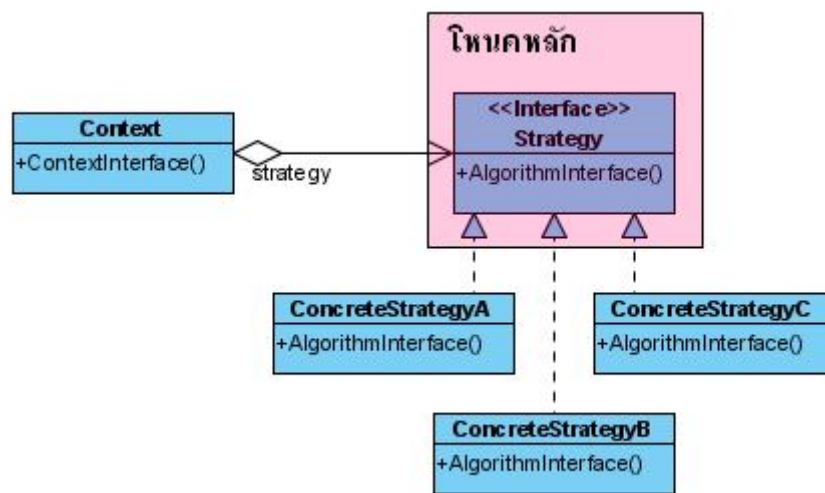 โหนดหลัก
<<Interface>>
Strategy
+AlgorithmInterface()
Context
+ContextInterface()
strategy
ConcreteStrategyA
+AlgorithmInterface()
ConcreteStrategyC
+AlgorithmInterface()
ConcreteStrategyB
+AlgorithmInterface()